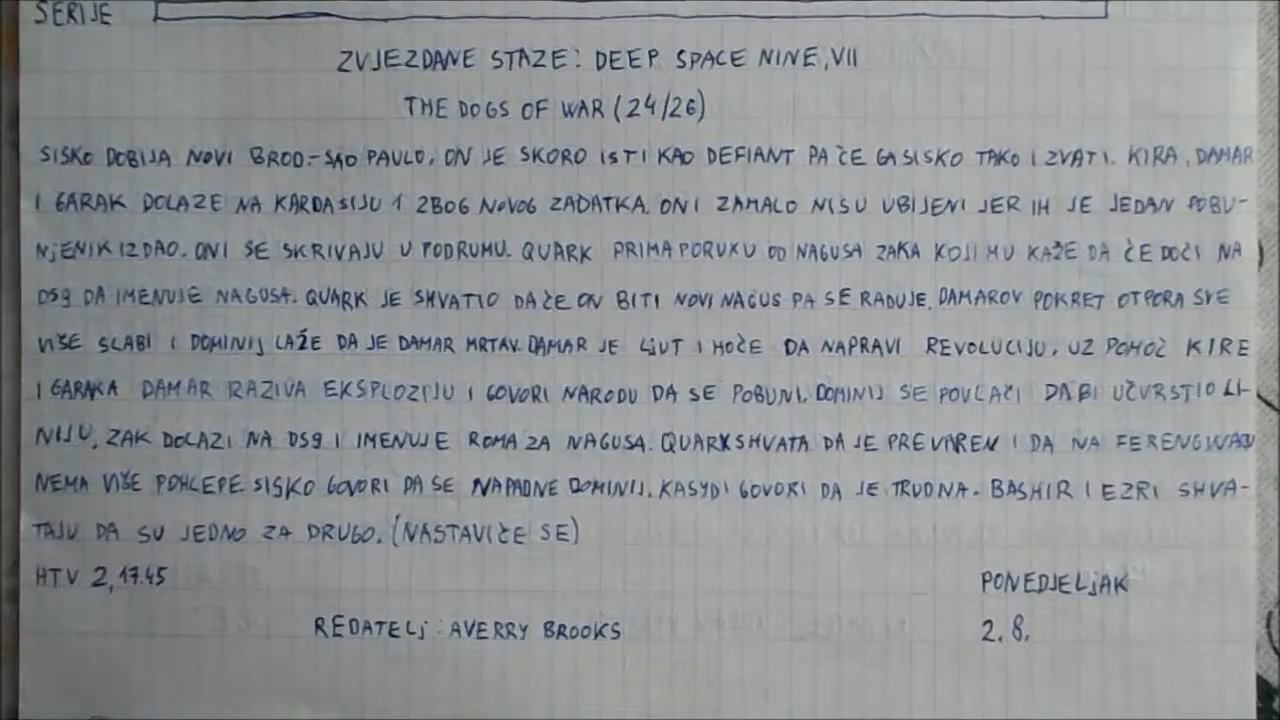 SERIJE
ZVJEZDANE STAZE: DEEP SPACE NINE, VII
THE DOGS OF WAR (24/26)
SISKO DOBIJA NOVI BROD-SAO PAULO. ON JE SKORO ISTI KAO DEFIANT PA ĆE GA SISKO TAKO I ZVATI. KIRA, DAMAR
I GARAK DOLAZE NA KARDASIJU 1 ZBOG NOVOG ZADATKA. ONI ZAMALO NISU UBIJENI JER IH JE JEDAN POBU-
NJENIK IZDAO. ONI SE SKRIVAJU U PODRUMU. QUARK PRIMA PORUKU OD NAGUSA ZAKA KOJI MU KAŽE DA ĆE DOĆI NA
DS9 DA IMENUJE NAGUSA. QUARK JE SHVATIO DA ĆE ON BITI NOVI NAGUS PA SE RADUJE. DAMAROV POKRET OTPORA SVE
VIŠE SLABI I DOMINIJ LAŽE DA JE DAMAR MRTAV. DAMAR JE LJUT I HOĆE DA NAPRAVI REVOLUCIJU. UZ POMOĆ KIRE
I GARAKA DAMAR IZAZIVA EKSPLOZIJU I GOVORI NARODU DA SE POBUNI. DOMINIJ SE POVLAČI DA BI UČVRSTIO LI-
NIJU. ZAK DOLAZI NA DS9 I IMENUJE ROMA ZA NAGUSA. QUARK SHVATA DA JE PREVAREN I DA NA
NEMA VIŠE POHLEPE. SISKO GOVORI DA SE NAPADNE DOMINIJ. KASYDI GOVORI DA JE TRUDNA. BASHIR I EZRI SHVA-
TAJU DA SU JEDNO ZA DRUGO. (NASTAVIĆE SE)
HTV 2, 17.45
PONEDJELJAK
REDATELJ: AVERRY BROOKS
2.8.